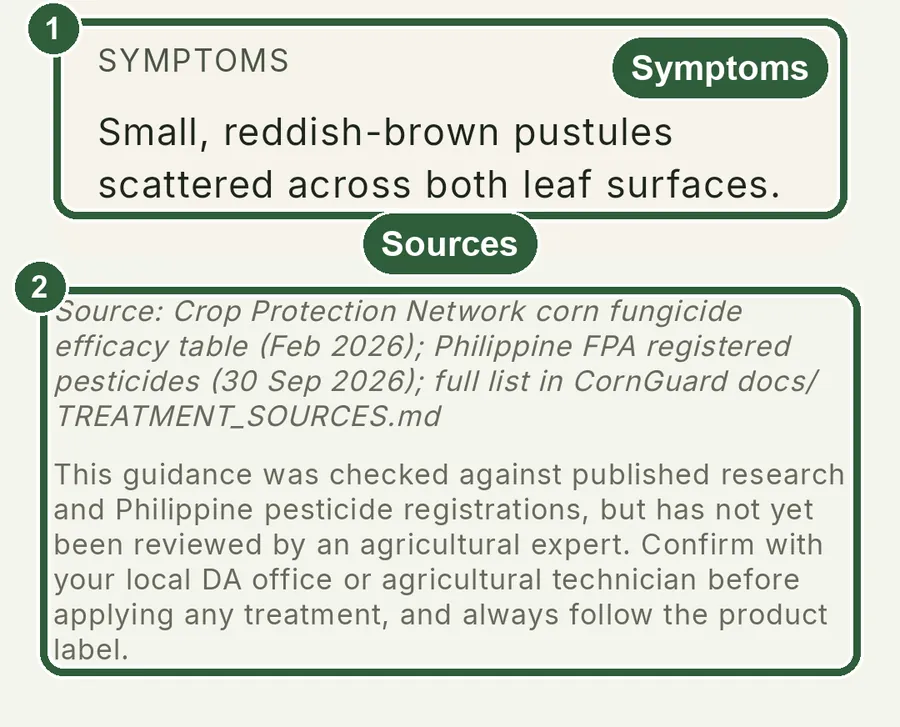 1
SYMPTOMS
Symptoms
Small, reddish-brown pustules
scattered across both leaf surfaces.
Sources
2
Source: Crop Protection Network corn fungicide
efficacy table (Feb 2026); Philippine FPA registered
pesticides (30 Sep 2026); full list in CornGuard docs/
TREATMENT_SOURCES.md
This guidance was checked against published research
and Philippine pesticide registrations, but has not yet
been reviewed by an agricultural expert. Confirm with
your local DA office or agricultural technician before
applying any treatment, and always follow the product
label.